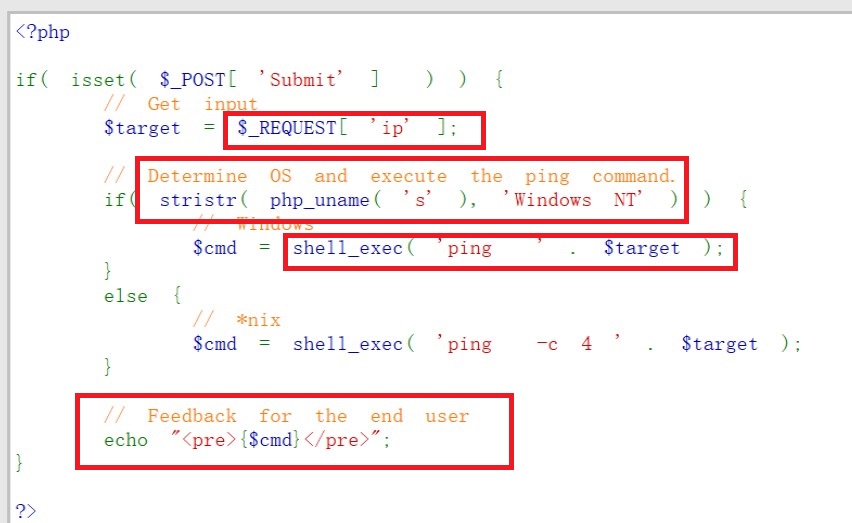 <?php
if( isset( $_POST[ 'Submit' ] ) ) {
// Get input
$target = $_REQUEST[ 'ip' ];
// Determine OS and execute the ping command.
if( stristr( php_uname( 's' ), 'Windows NT' ) ) {
// Windows
$cmd = shell_exec( 'ping ' . $target );
}
else {
// *nix
$cmd = shell_exec( 'ping -c 4 ' . $target );
}
// Feedback for the end user
echo "<pre>{$cmd}</pre>";
}
?>